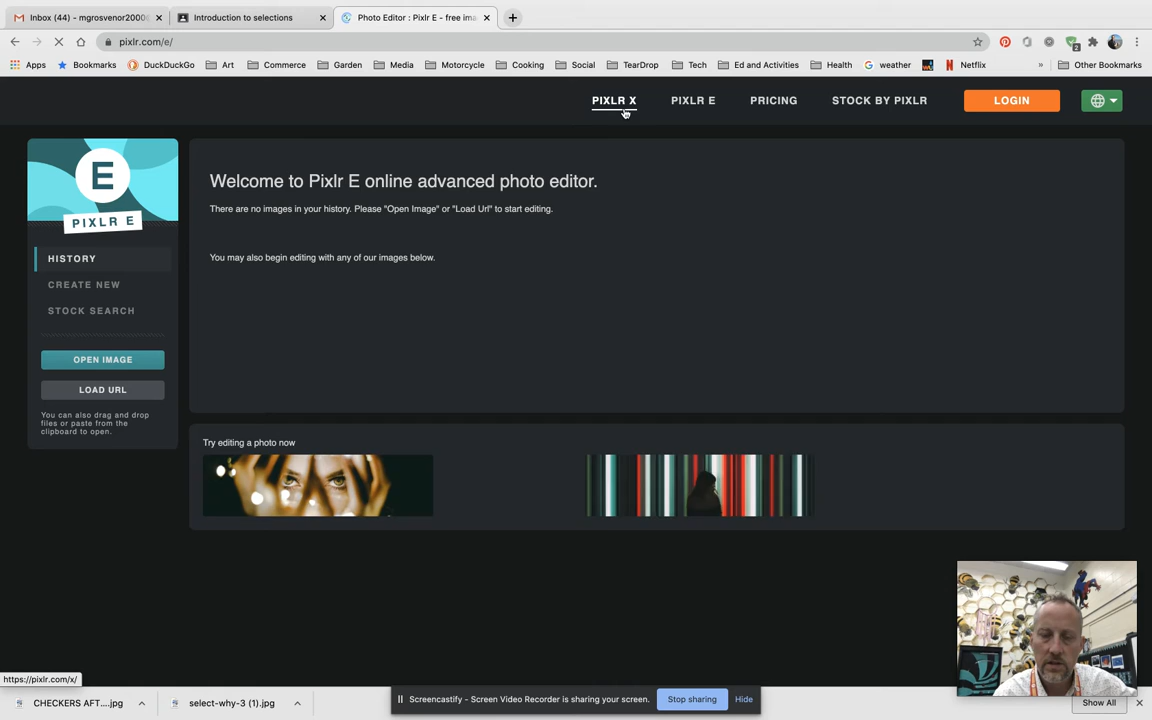 Inbox (44) - mgrosvenor2000@
Introduction to selections
Photo Editor : Pixlr E - free ima
pixlr.com/e/
Apps
Bookmarks
DuckDuckGo
Art
Commerce
Garden
Media
Motorcycle
Cooking
Social
TearDrop
Tech
Ed and Activities
Health
weather
Netflix
»
Other Bookmarks
PIXLR X
PIXLR E
PRICING
STOCK BY PIXLR
LOGIN
E
PIXLR E
HISTORY
CREATE NEW
STOCK SEARCH
OPEN IMAGE
LOAD URL
You can also drag and drop
files or paste from the
clipboard to open.
Welcome to Pixlr E online advanced photo editor.
There are no images in your history. Please "Open Image" or "Load Url" to start editing.
You may also begin editing with any of our images below.
Try editing a photo now
https://pixlr.com/x/
CHECKERS AFT....jpg
select-why-3 (1).jpg
Screencastify - Screen Video Recorder is sharing your screen.
Stop sharing
Hide
Show All